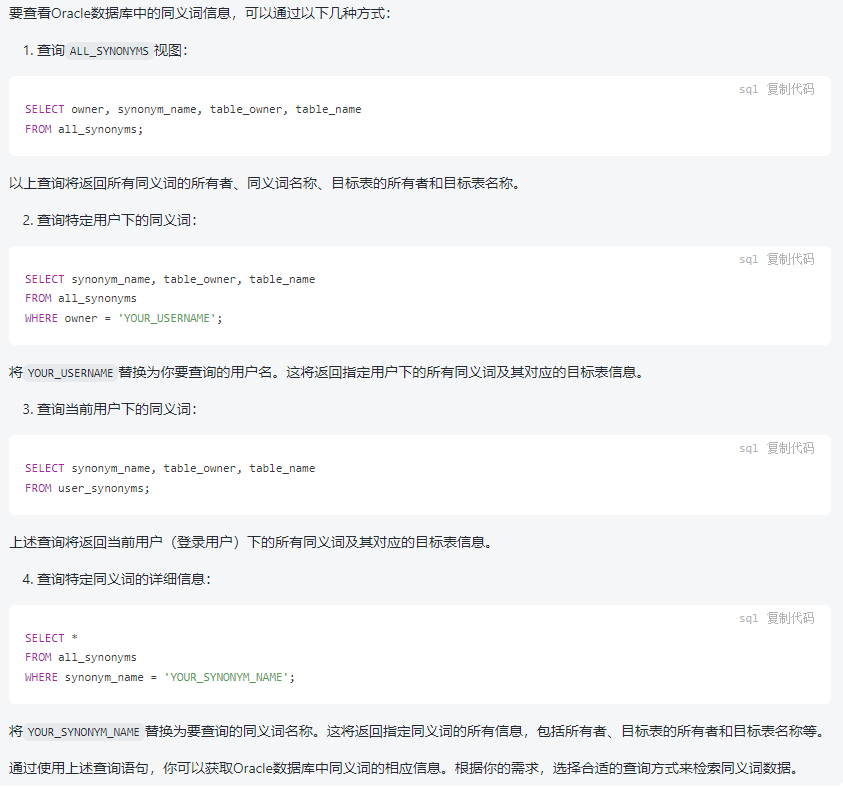 要查看Oracle数据库中的同义词信息，可以通过以下几种方式：
1. 查询 ALL_SYNONYMS 视图：
sql 复制代码
SELECT owner, synonym_name, table_owner, table_name
FROM all_synonyms;
以上查询将返回所有同义词的所有者、同义词名称、目标表的所有者和目标表名称。
2. 查询特定用户下的同义词：
sql 复制代码
SELECT synonym_name, table_owner, table_name
FROM all_synonyms
WHERE owner = 'YOUR_USERNAME';
将 YOUR_USERNAME 替换为你要查询的用户名。这将返回指定用户下的所有同义词及其对应的目标表信息。
3. 查询当前用户下的同义词：
sql 复制代码
SELECT synonym_name, table_owner, table_name
FROM user_synonyms;
上述查询将返回当前用户（登录用户）下的所有同义词及其对应的目标表信息。
4. 查询特定同义词的详细信息：
sql 复制代码
SELECT *
FROM all_synonyms
WHERE synonym_name = 'YOUR_SYNONYM_NAME';
将 YOUR_SYNONYM_NAME 替换为要查询的同义词名称。这将返回指定同义词的所有信息，包括所有者、目标表的所有者和目标表名称等。
通过使用上述查询语句，你可以获取Oracle数据库中同义词的相应信息。根据你的需求，选择合适的查询方式来检索同义词数据。